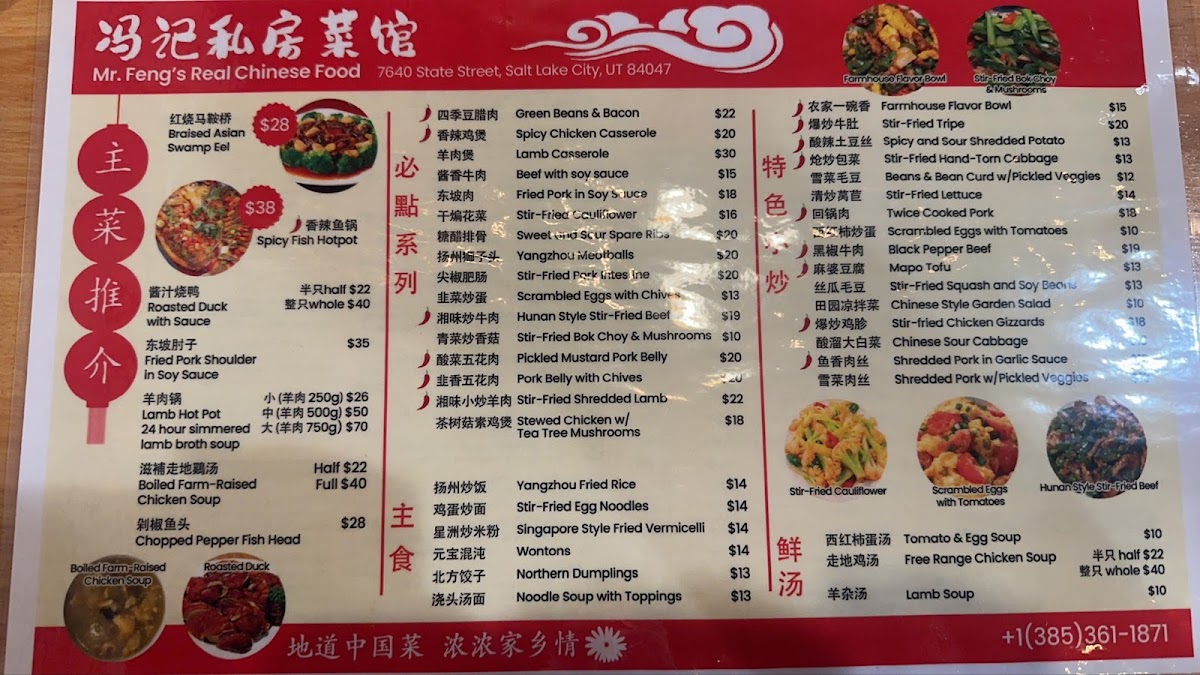 冯记私房菜馆
Mr. Feng's Real Chinese Food 7640 State Street, Salt Lake City, UT 84047
Farmhouse Flavor Bowl
Stir-Fried Bok Choy
& Mushrooms
主菜推介
红烧马鞍桥
Braised Asian
Swamp Eel
$28
$38
香辣鱼锅
Spicy Fish Hotpot
酱汁烧鸭 半只half $22
Roasted Duck 整只whole $40
with Sauce
东坡肘子 $35
Fried Pork Shoulder
in Soy Sauce
羊肉锅 小 (羊肉 250g) $26
Lamb Hot Pot 中 (羊肉 500g) $50
24 hour simmered 大 (羊肉 750g) $70
lamb broth soup
滋補走地鷄汤 Half $22
Boiled Farm-Raised Full $40
Chicken Soup
剁椒鱼头 $28
Chopped Pepper Fish Head
Boiled Farm-Raised
Chicken Soup
Roasted Duck
必點系列
四季豆腊肉 Green Beans & Bacon $22
香辣鸡煲 Spicy Chicken Casserole $20
羊肉煲 Lamb Casserole $30
酱香牛肉 Beef with soy sauce $15
东坡肉 Fried Pork in Soy Sauce $18
干煸花菜 Stir-Fried Cauliflower $16
糖醋排骨 Sweet and Sour Spare Ribs $20
扬州狮子头 Yangzhou Meatballs $20
尖椒肥肠 Stir-Fried Pork Intestine $20
韭菜炒蛋 Scrambled Eggs with Chives $13
湘味炒牛肉 Hunan Style Stir-Fried Beef $19
青菜炒香菇 Stir-Fried Bok Choy & Mushrooms $10
酸菜五花肉 Pickled Mustard Pork Belly $20
韭香五花肉 Pork Belly with Chives $20
湘味小炒羊肉 Stir-Fried Shredded Lamb $22
茶树菇素鸡煲 Stewed Chicken w/ $18
Tea Tree Mushrooms
主食
扬州炒饭 Yangzhou Fried Rice $14
鸡蛋炒面 Stir-Fried Egg Noodles $14
星洲炒米粉 Singapore Style Fried Vermicelli $14
元宝混沌 Wontons $14
北方饺子 Northern Dumplings $13
浇头汤面 Noodle Soup with Toppings $13
特色小炒
农家一碗香 Farmhouse Flavor Bowl $15
爆炒牛肚 Stir-Fried Tripe $20
酸辣土豆丝 Spicy and Sour Shredded Potato $13
炝炒包菜 Stir-Fried Hand-Torn Cabbage $13
雪菜毛豆 Beans & Bean Curd w/Pickled Veggies $12
清炒莴苣 Stir-Fried Lettuce $14
回锅肉 Twice Cooked Pork $18
西红柿炒蛋 Scrambled Eggs with Tomatoes $10
黑椒牛肉 Black Pepper Beef $19
麻婆豆腐 Mapo Tofu $13
丝瓜毛豆 Stir-Fried Squash and Soy Beans $13
田园凉拌菜 Chinese Style Garden Salad $10
爆炒鸡胗 Stir-fried Chicken Gizzards $18
酸溜大白菜 Chinese Sour Cabbage
鱼香肉丝 Shredded Pork in Garlic Sauce
雪菜肉丝 Shredded Pork w/Pickled Veggies
Stir-Fried Cauliflower
Scrambled Eggs
with Tomatoes
Hunan Style Stir-Fried Beef
鲜汤
西红柿蛋汤 Tomato & Egg Soup $10
走地鸡汤 Free Range Chicken Soup 半只 half $22
整只 whole $40
羊杂汤 Lamb Soup $10
地道中国菜 浓浓家乡情
+1(385)361-1871